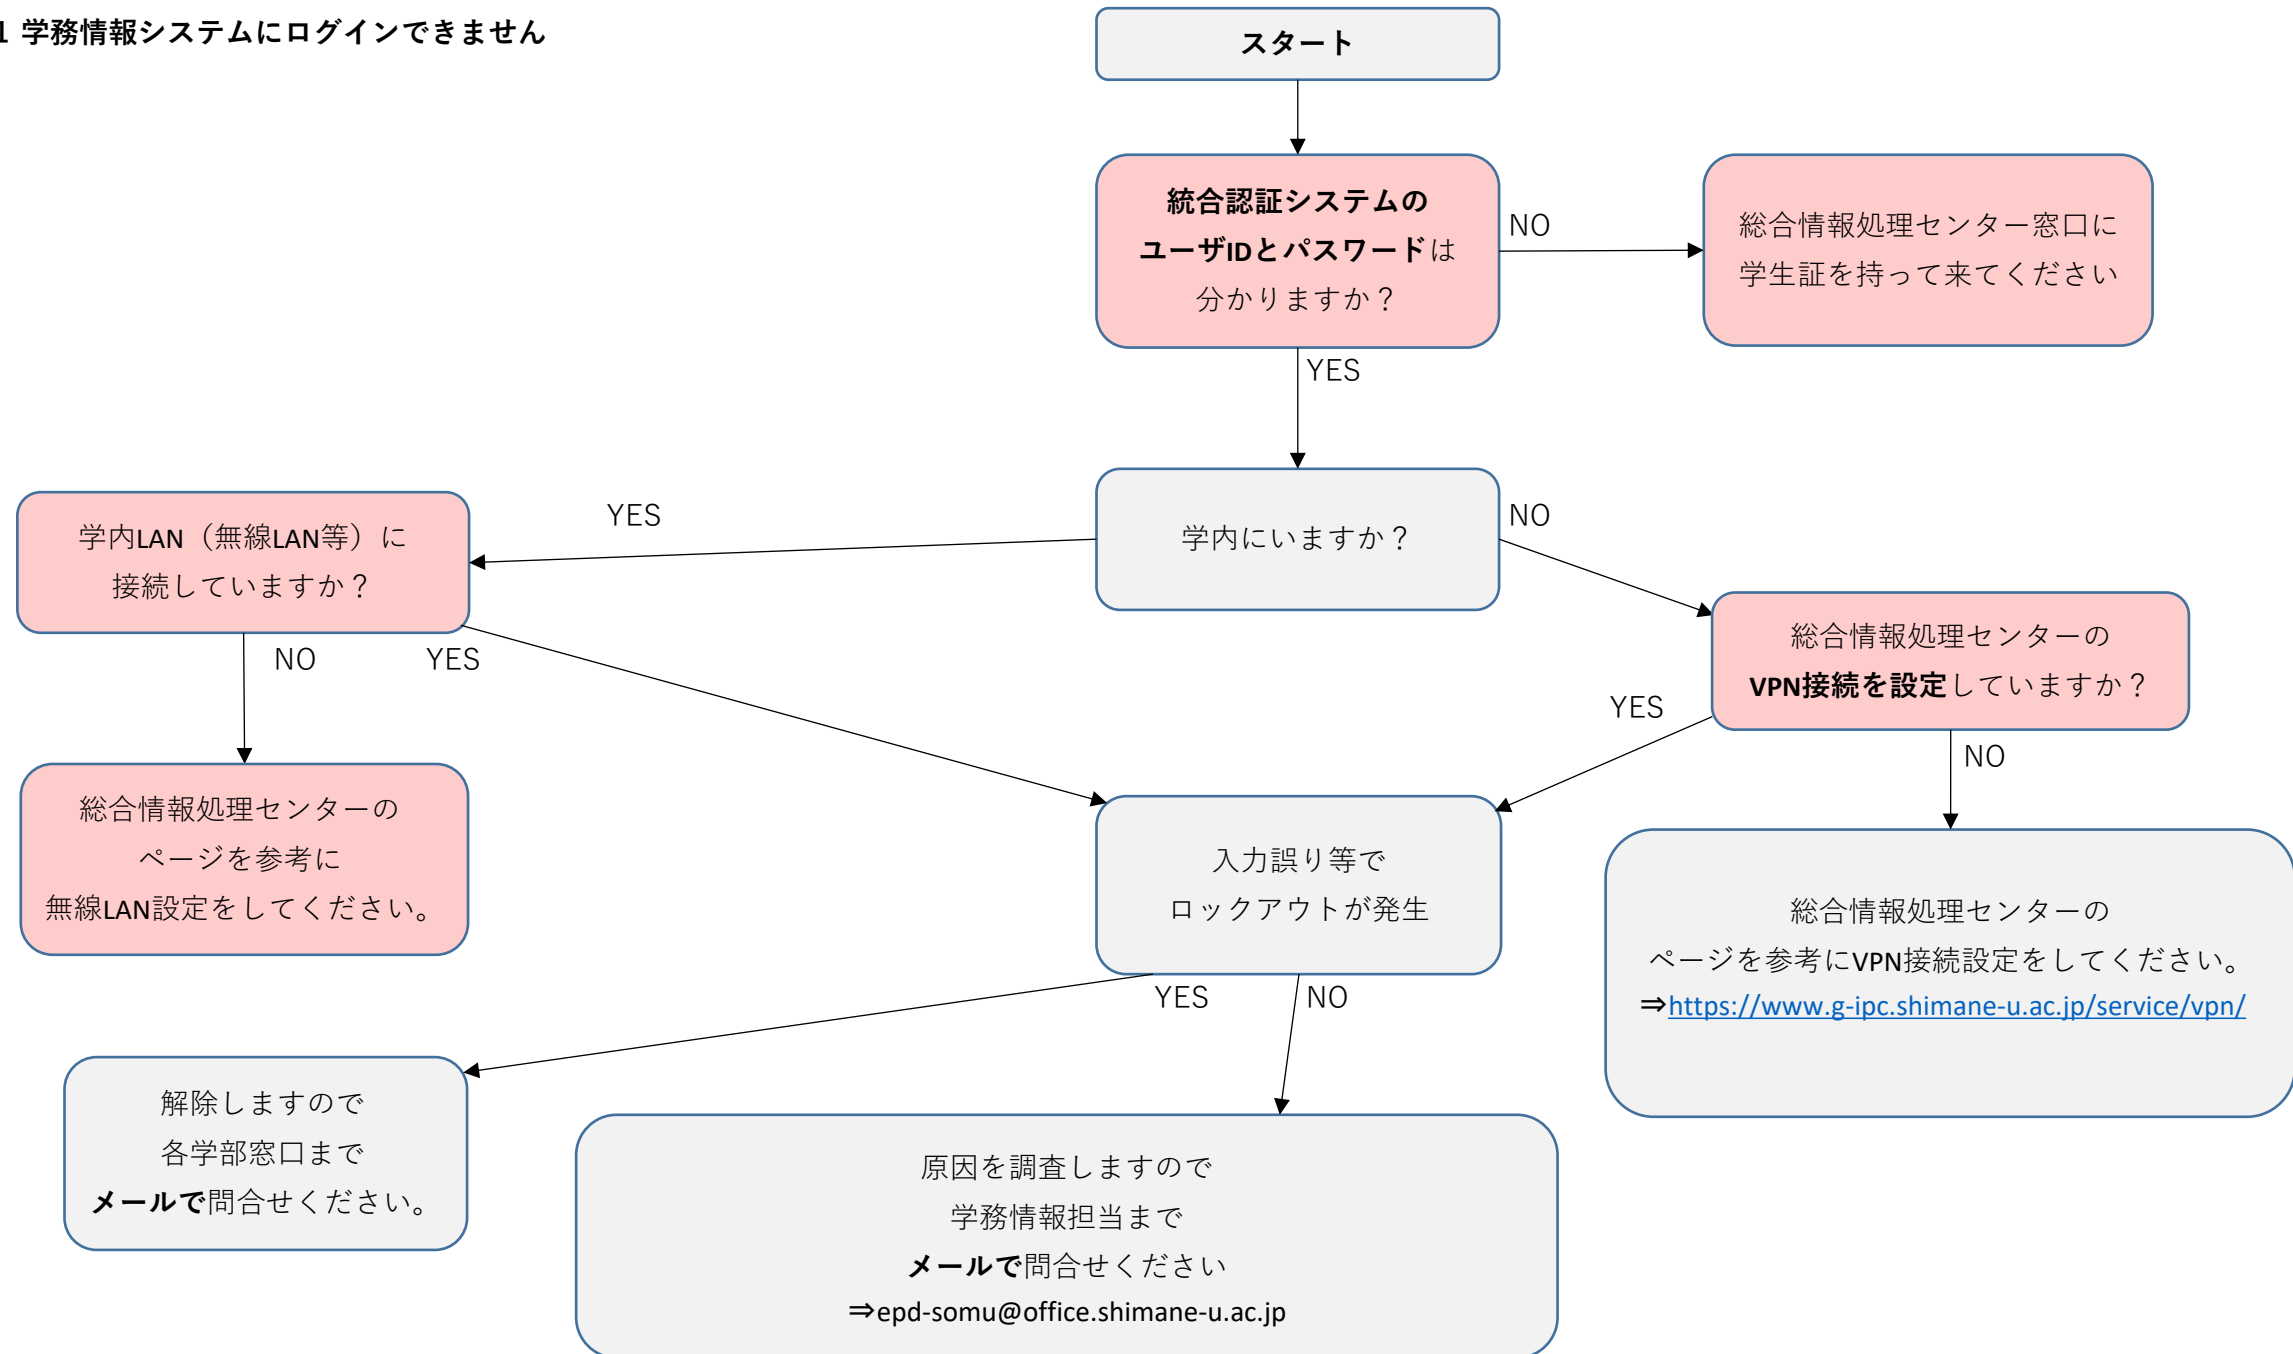 1 学務情報システムにログインできません
スタート
統合認証システムの
ユーザIDとパスワードは
分かりますか？
NO
総合情報処理センター窓口に
学生証を持って来てください
YES
学内にいますか？
YES
NO
学内LAN（無線LAN等）に
接続していますか？
NO
YES
総合情報処理センターの
VPN接続を設定していますか？
YES
NO
総合情報処理センターの
ページを参考に
無線LAN設定をしてください。
入力誤り等で
ロックアウトが発生
YES
NO
総合情報処理センターの
ページを参考にVPN接続設定をしてください。
⇒https://www.g-ipc.shimane-u.ac.jp/service/vpn/
解除しますので
各学部窓口まで
メールで問合せください。
原因を調査しますので
学務情報担当まで
メールで問合せください
⇒epd-somu@office.shimane-u.ac.jp